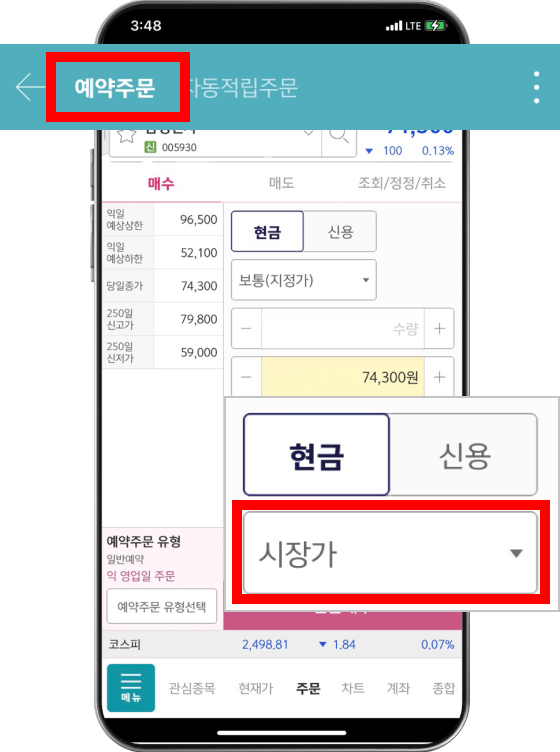 3:48
LTE
예약주문
자동적립주문
신 005930
100 0.13%
매수 매도 조회/정정/취소
익일
예상상한 96,500
익일
예상하한 52,100
당일종가 74,300
250일
신고가 79,800
250일
신저가 59,000
현금 신용
보통(지정가)
수량
74,300원
현금 신용
시장가
예약주문 유형
일반예약
익 영업일 주문
예약주문 유형선택
코스피 2,498.81 1.84 0.07%
메뉴 관심종목 현재가 주문 차트 계좌 종합